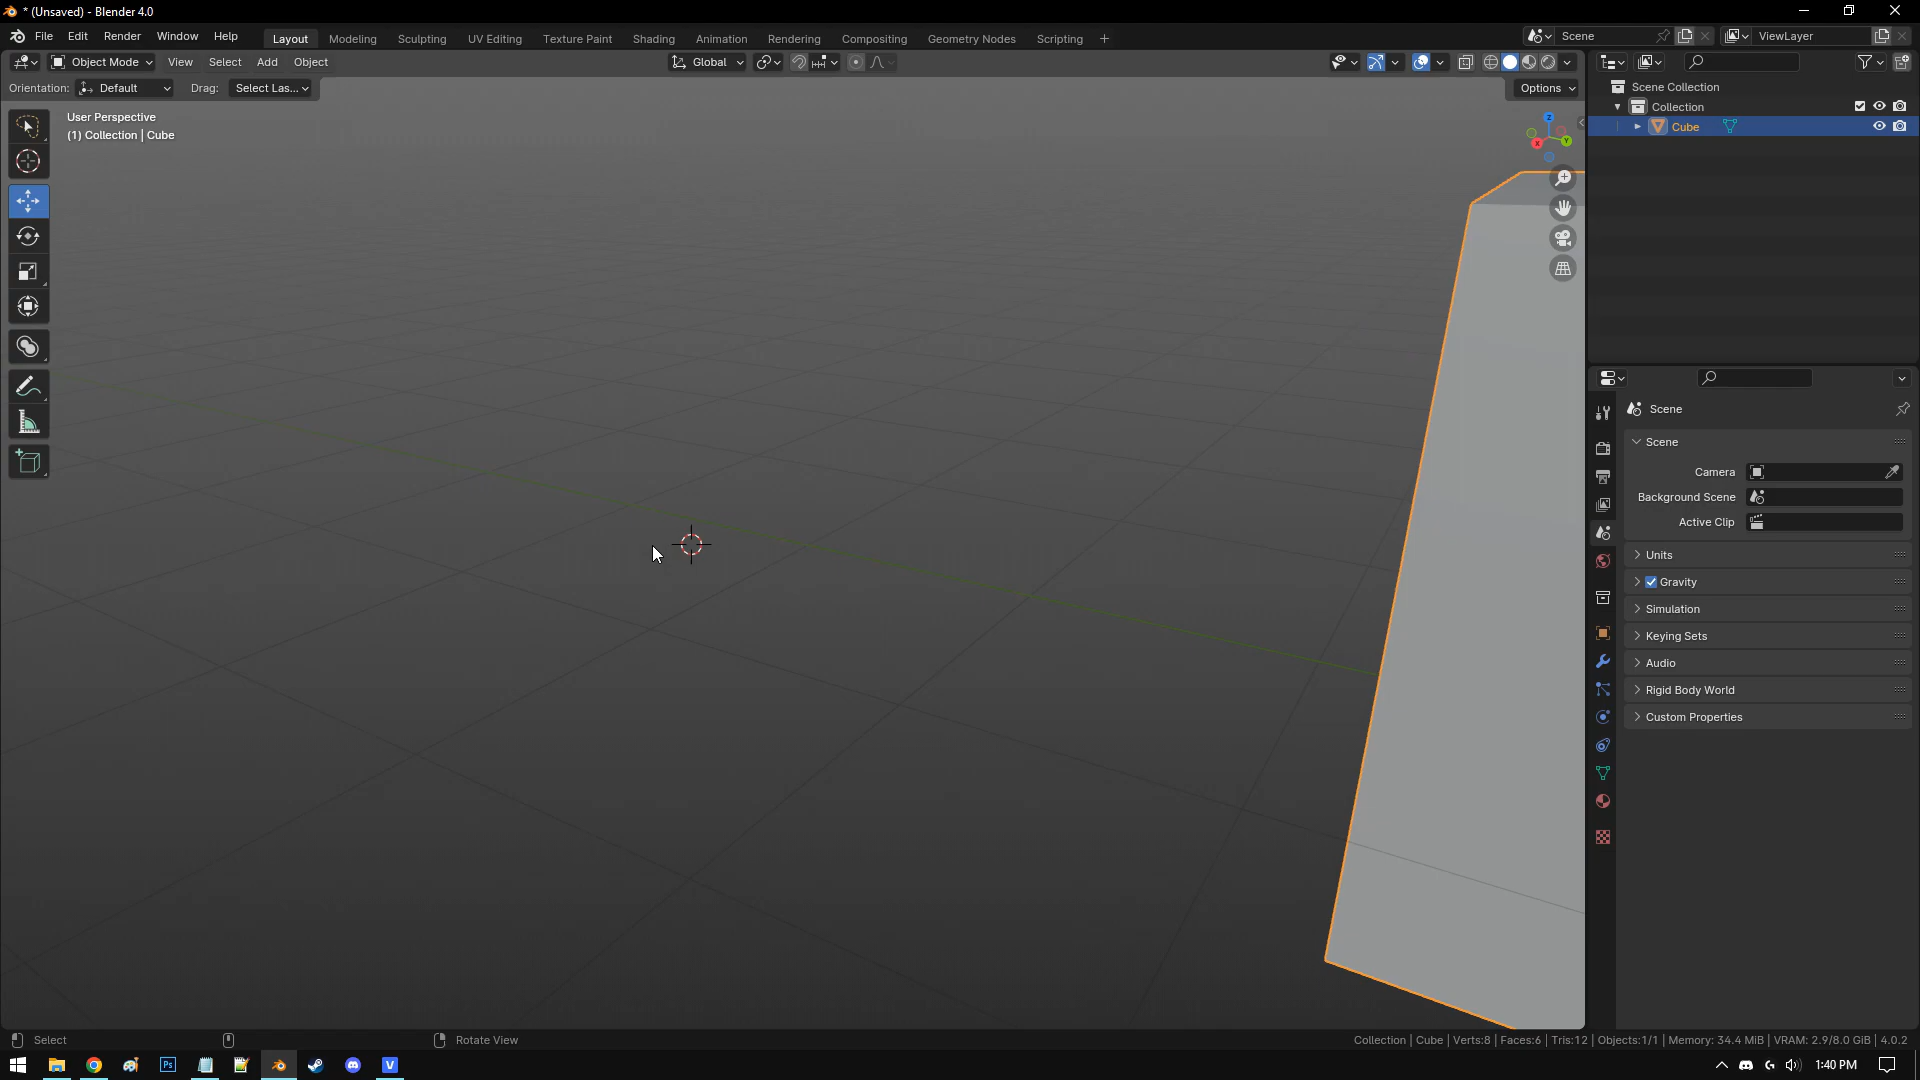 * (Unsaved) - Blender 4.0
File Edit Render Window Help
Layout Modeling Sculpting UV Editing Texture Paint Shading Animation Rendering Compositing Geometry Nodes Scripting +
Scene
ViewLayer
Object Mode View Select Add Object
Global
Orientation: Default Drag: Select Las...
Options
User Perspective
(1) Collection | Cube
Z
Y
X
Scene Collection
Collection
Cube
Scene
Scene
Camera
Background Scene
Active Clip
Units
Gravity
Simulation
Keying Sets
Audio
Rigid Body World
Custom Properties
Select
Rotate View
Collection | Cube | Verts:8 | Faces:6 | Tris:12 | Objects:1/1 | Memory: 34.4 MiB | VRAM: 2.9/8.0 GiB | 4.0.2
Ps
V
1:40 PM